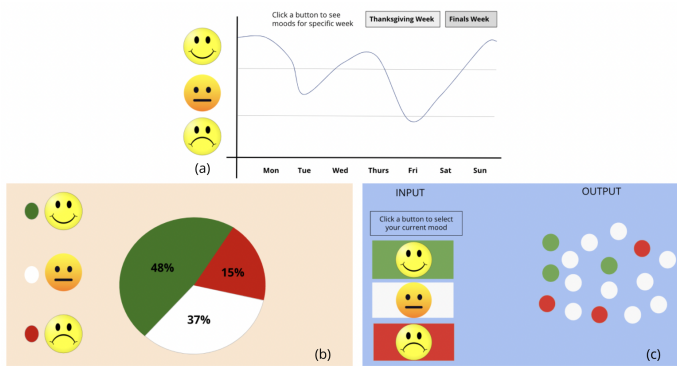 Click a button to see
moods for specific week
Thanksgiving Week
Finals Week
(a)
Mon Tue Wed Thurs Fri Sat Sun
48%
15%
37%
(b)
INPUT
OUTPUT
Click a button to select
your current mood
(c)